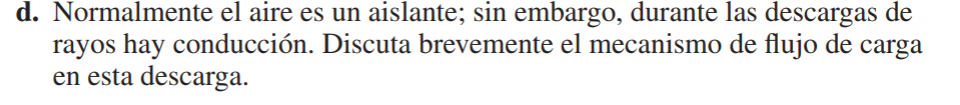 d. Normalmente el aire es un aislante; sin embargo, durante las descargas de
rayos hay conducción. Discuta brevemente el mecanismo de flujo de carga
en esta descarga.